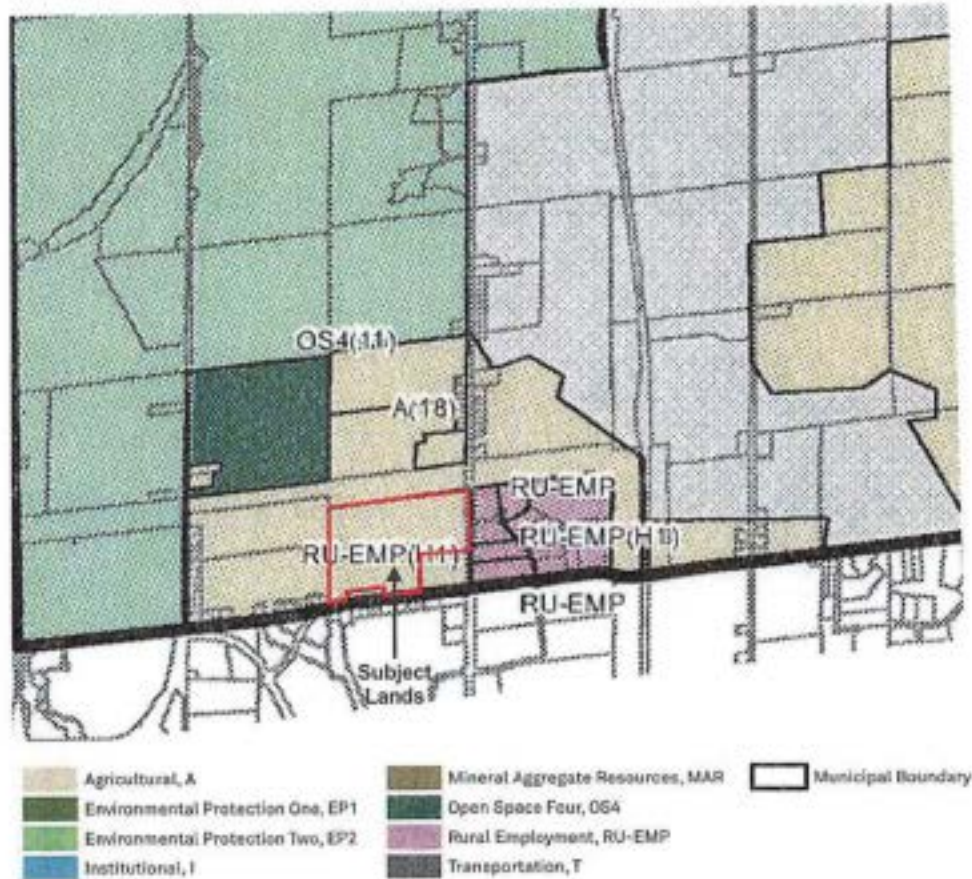 OS4(11)
A(18)
RU-EMP
RU-EMP(H1)
RU-EMP(H1)
RU-EMP
Subject
Lands
Agricultural, A
Environmental Protection One, EP1
Environmental Protection Two, EP2
Institutional, I
Mineral Aggregate Resources, MAR
Open Space Four, OS4
Rural Employment, RU-EMP
Transportation, T
Municipal Boundary